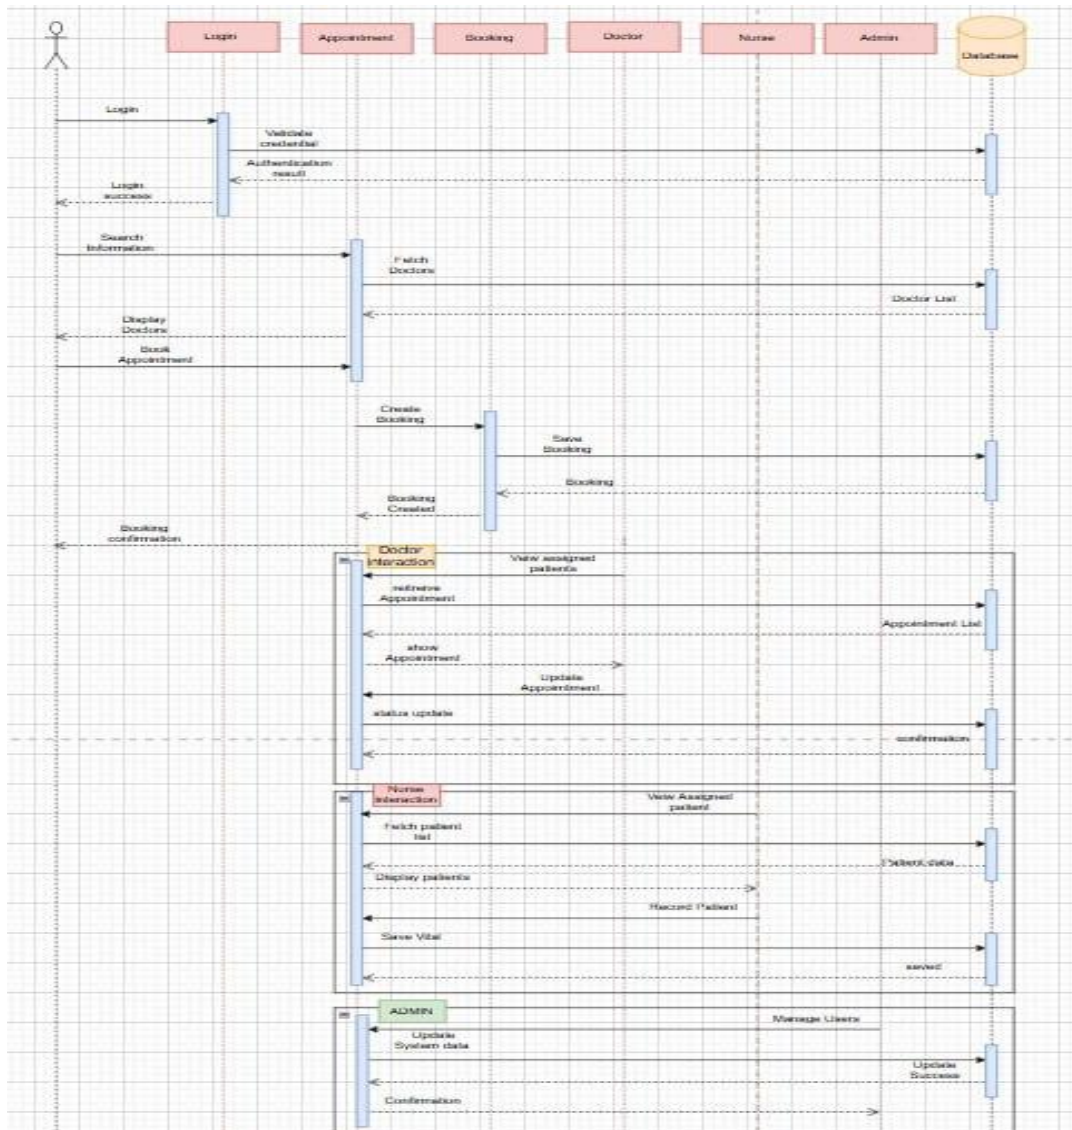 Login
Appointment
Booking
Doctor
Nurse
Admin
Database
Login
Validate
credential
Authentication
result
Login
success
Search
Information
Fetch
Doctors
Doctor List
Display
Doctors
Book
Appointment
Create
Booking
Save
Booking
Booking
Booking
Created
Booking
confirmation
Doctor
interaction
View assigned
patients
Appointment
Appointment List
show
Appointment
Update
Appointment
status update
confirmation
Nurse
interaction
View Assigned
patient
Fetch patient
list
Patient data
Display patients
Record Patient
Save Vital
saved
ADMIN
Manage Users
Update
System data
Update
Success
Confirmation